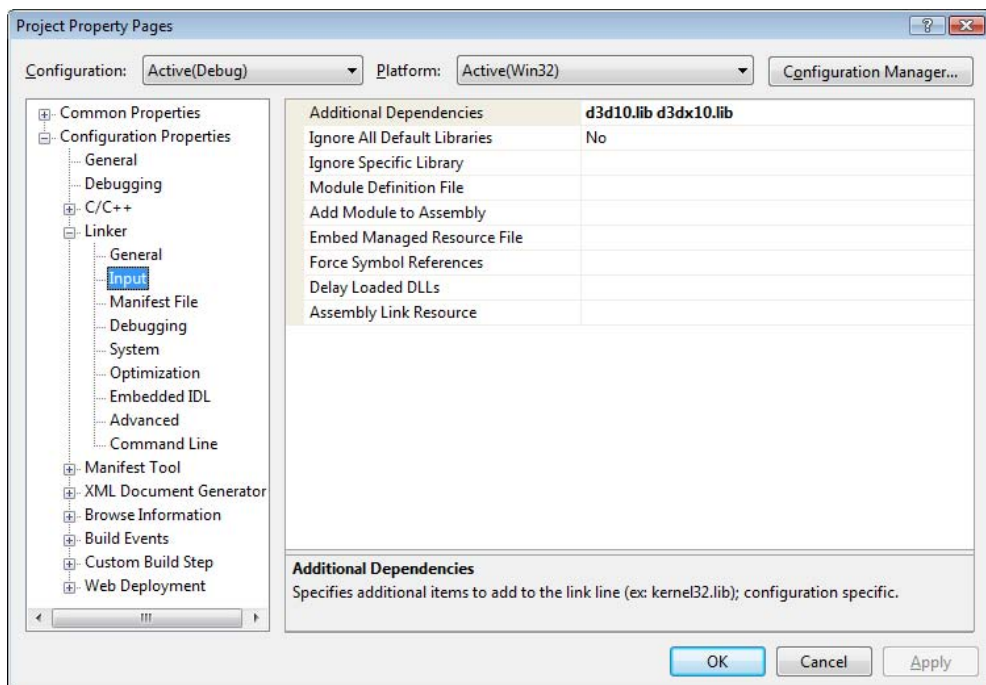 Project Property Pages
Configuration: Active(Debug) Platform: Active(Win32) Configuration Manager...
Common Properties
Configuration Properties
General
Debugging
C/C++
Linker
General
Input
Manifest File
Debugging
System
Optimization
Embedded IDL
Advanced
Command Line
Manifest Tool
XML Document Generator
Browse Information
Build Events
Custom Build Step
Web Deployment
Additional Dependencies d3d10.lib d3dx10.lib
Ignore All Default Libraries No
Ignore Specific Library
Module Definition File
Add Module to Assembly
Embed Managed Resource File
Force Symbol References
Delay Loaded DLLs
Assembly Link Resource
Additional Dependencies
Specifies additional items to add to the link line (ex: kernel32.lib); configuration specific.
OK Cancel Apply